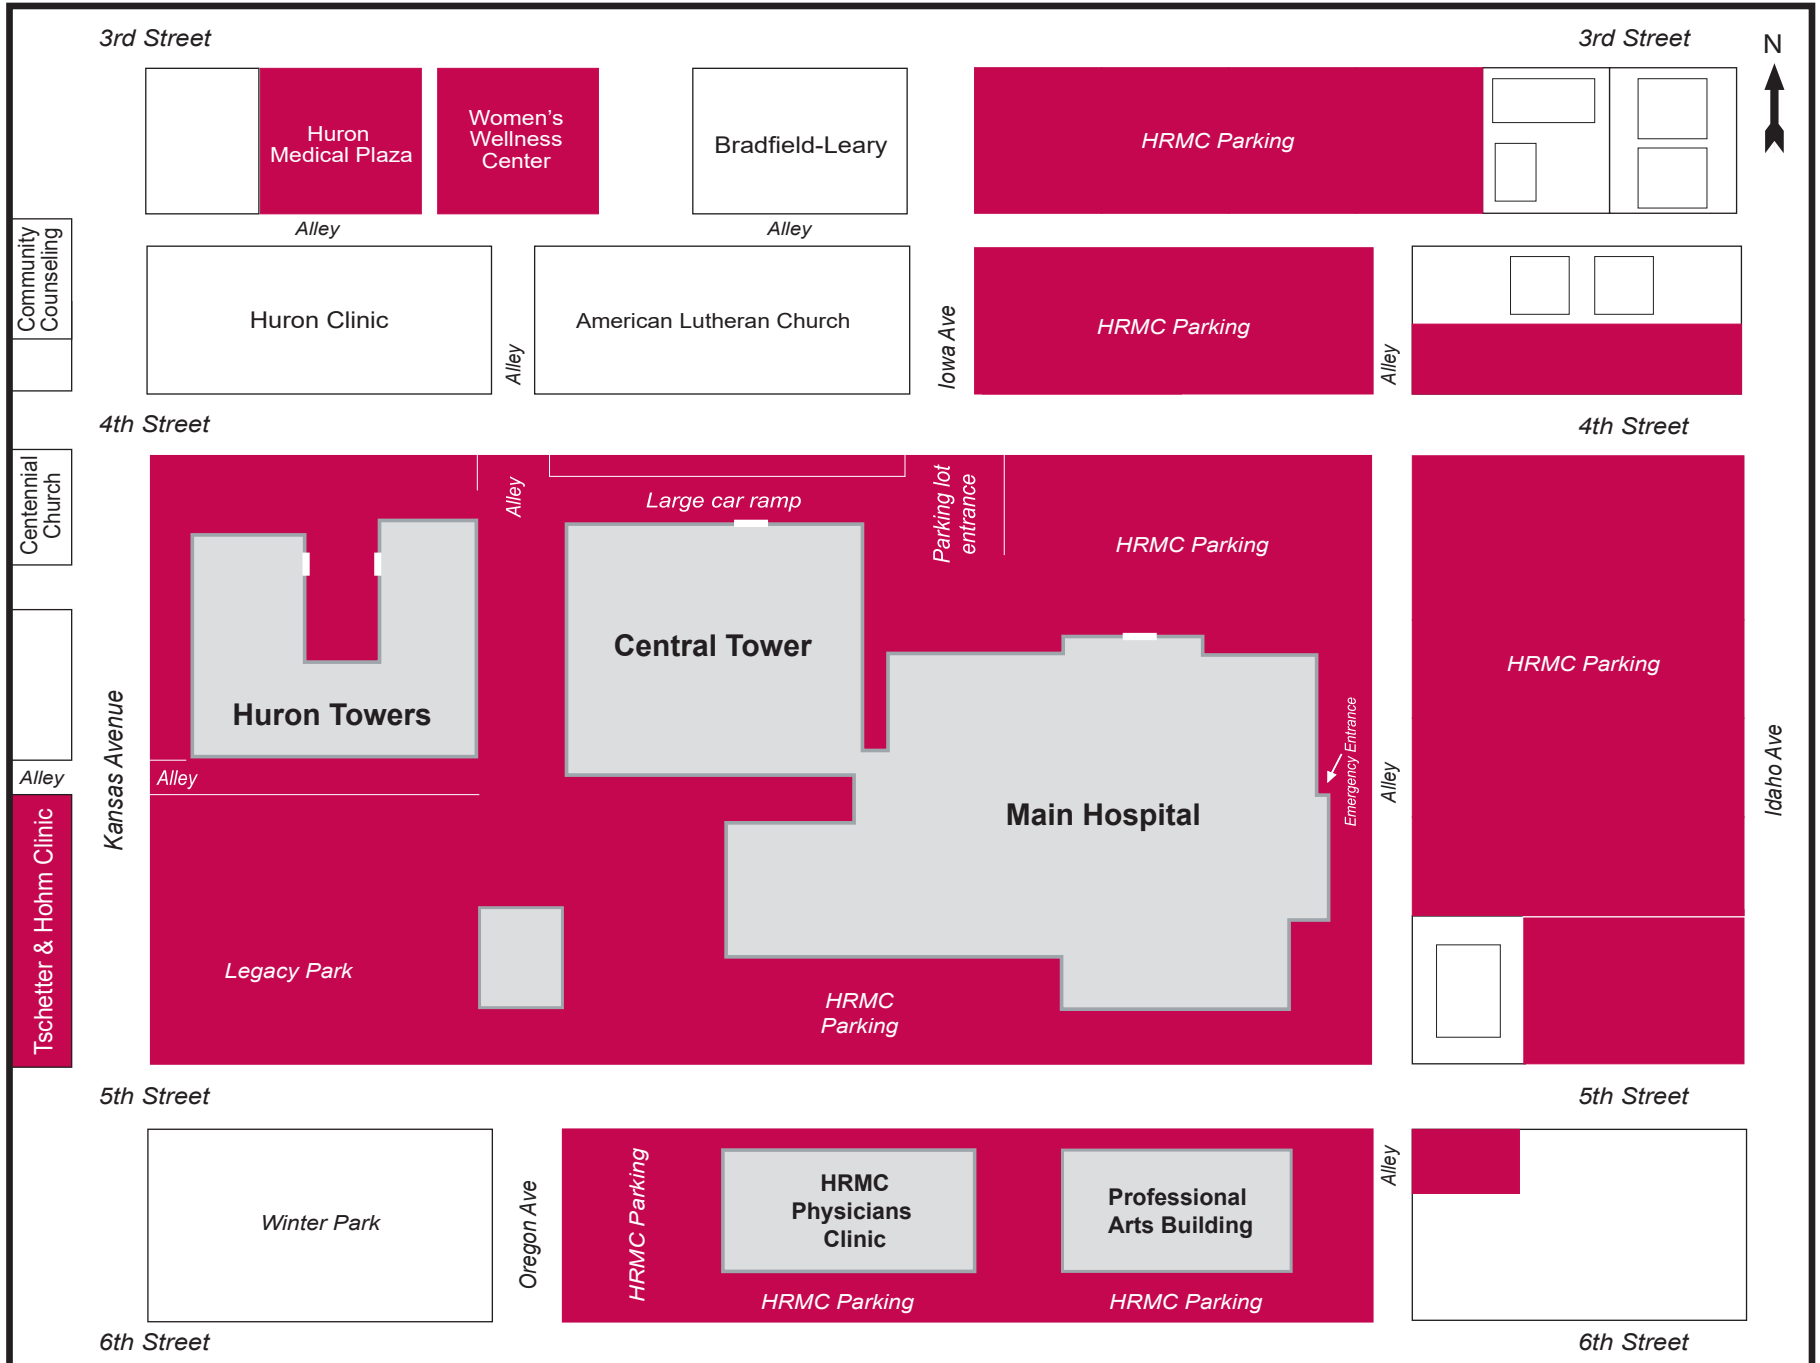 3rd Street
3rd Street
N
Huron
Medical Plaza
Women's
Wellness
Center
Bradfield-Leary
HRMC Parking
Alley
Alley
Community
Counseling
Huron Clinic
Alley
American Lutheran Church
Iowa Ave
HRMC Parking
Alley
4th Street
4th Street
Centennial
Church
Alley
Large car ramp
Parking lot
entrance
HRMC Parking
Central Tower
HRMC Parking
Huron Towers
Kansas Avenue
Alley
Alley
Emergency Entrance
Alley
Idaho Ave
Main Hospital
Tschetter & Hohm Clinic
Legacy Park
HRMC
Parking
5th Street
5th Street
Winter Park
Oregon Ave
HRMC Parking
HRMC
Physicians
Clinic
Professional
Arts Building
Alley
HRMC Parking
HRMC Parking
6th Street
6th Street